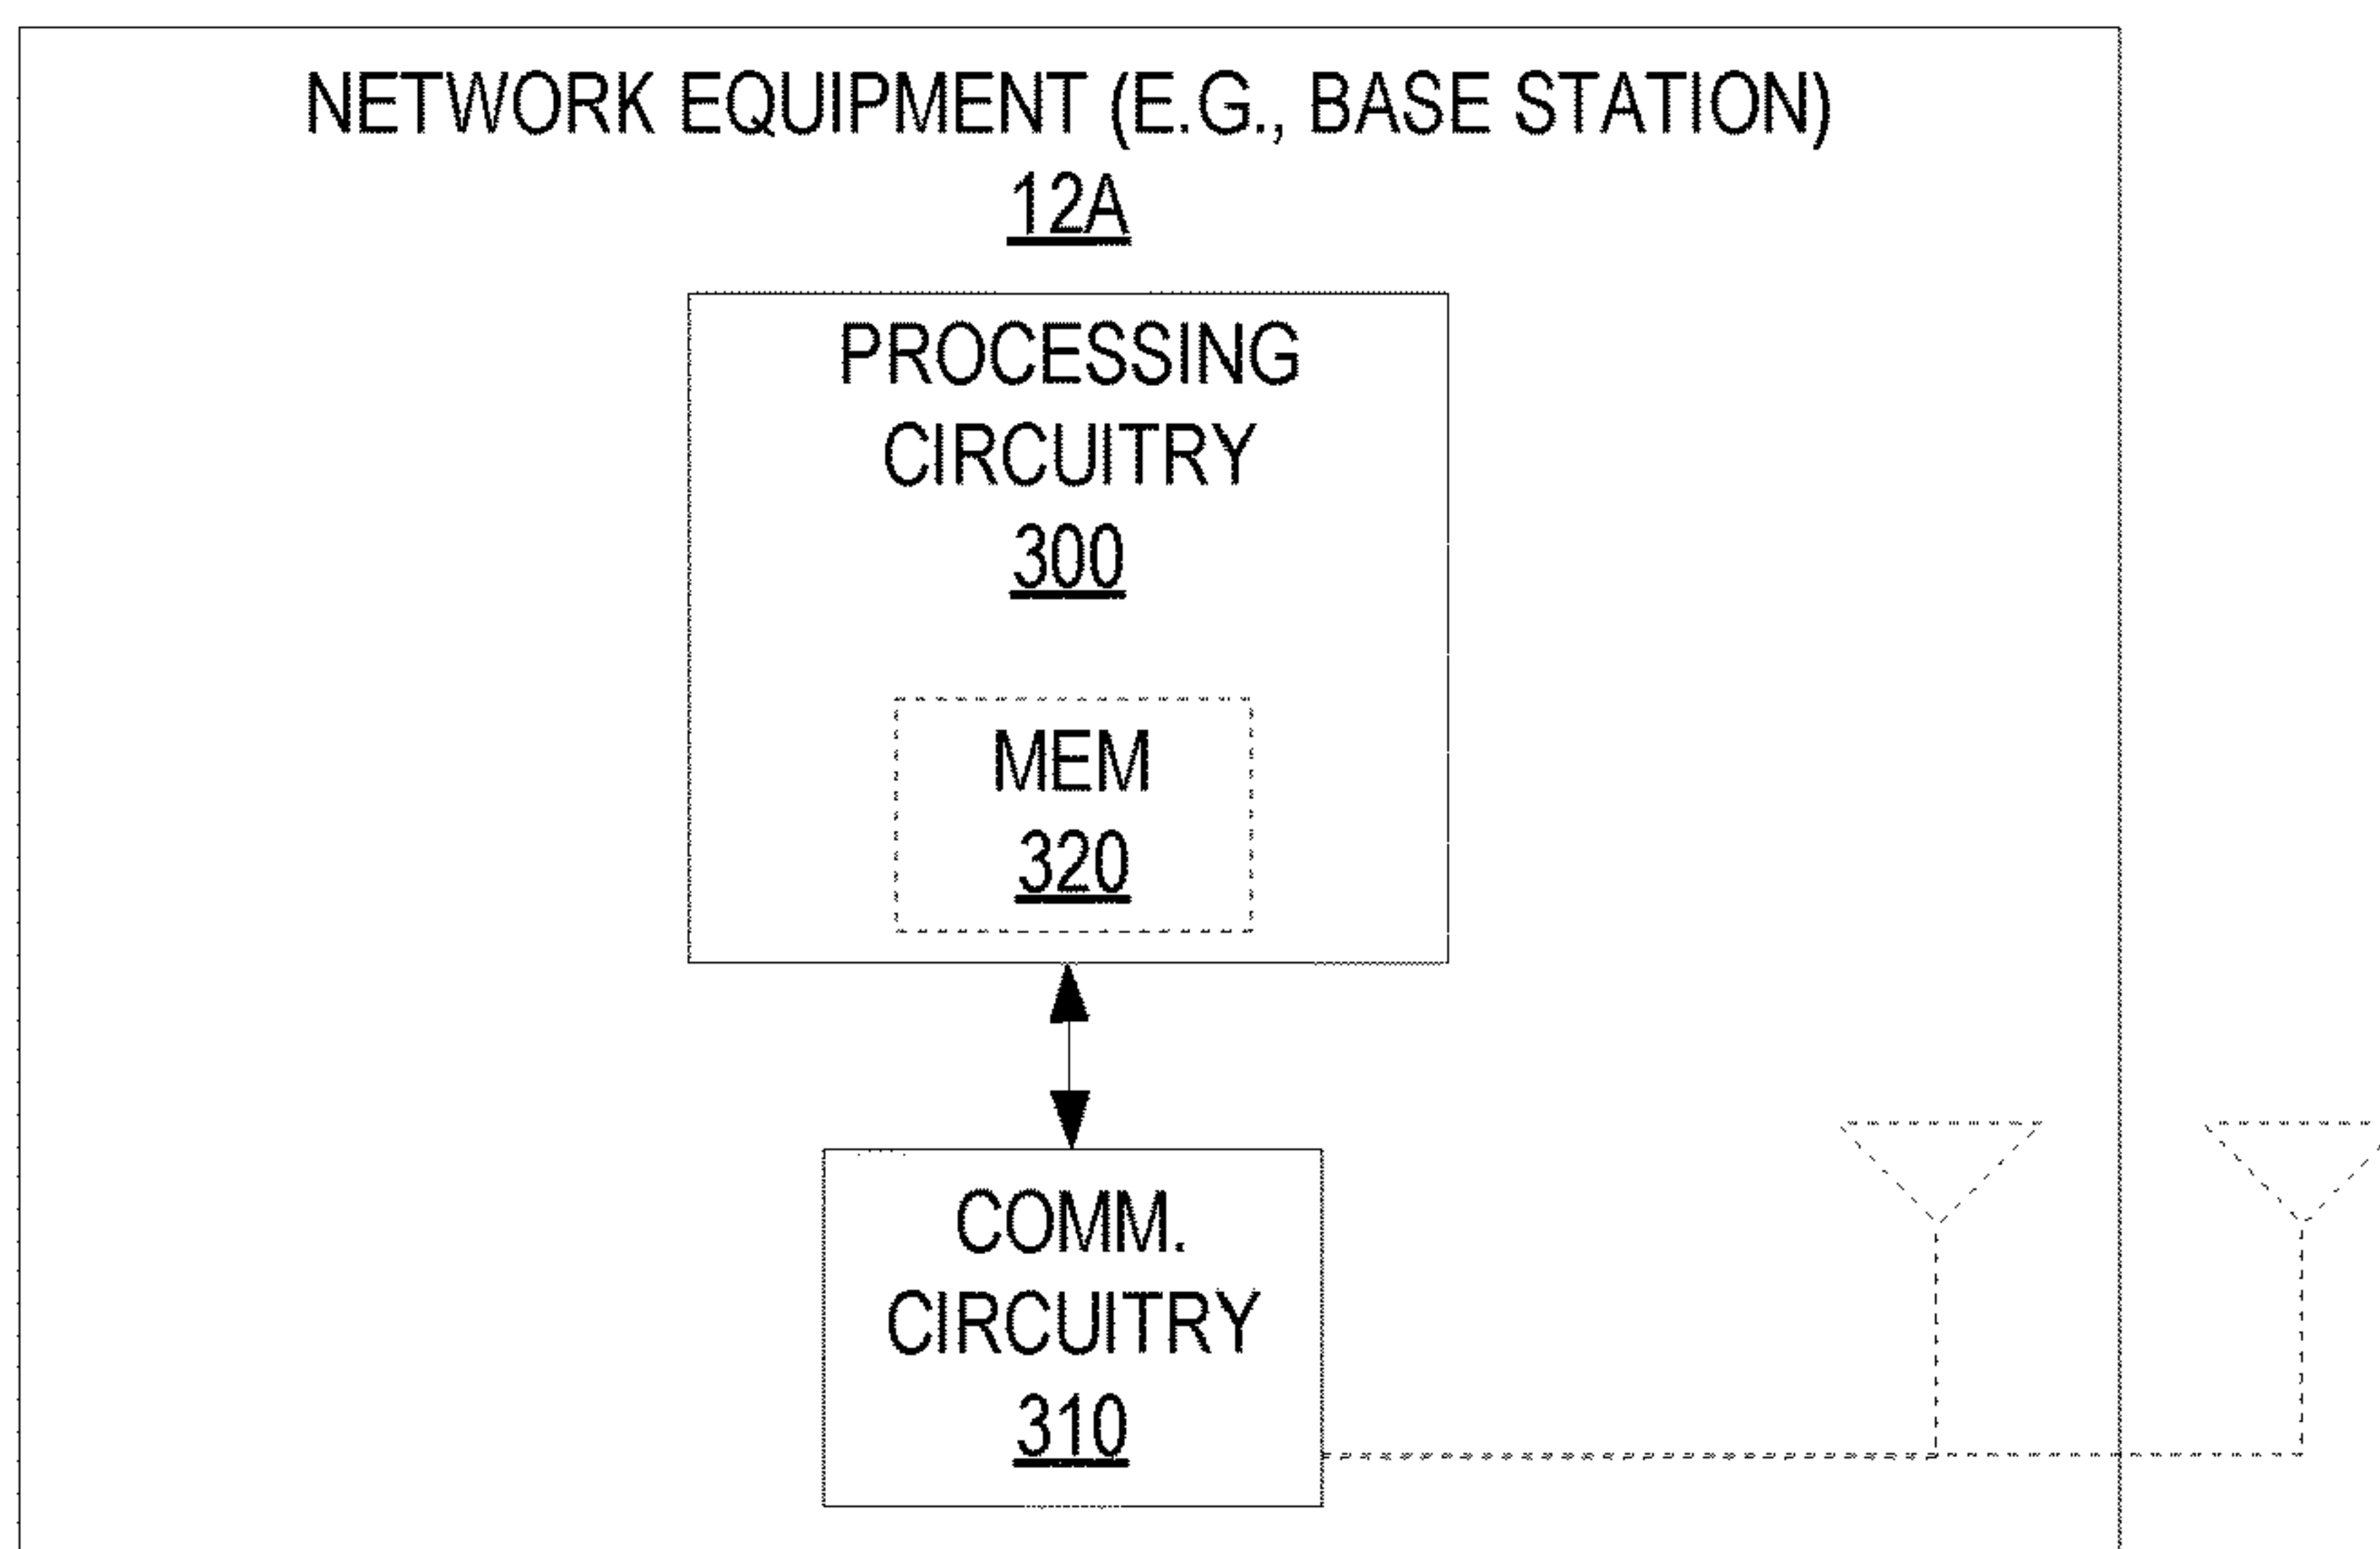 NETWORK EQUIPMENT (E.G., BASE STATION)
12A
PROCESSING
CIRCUITRY
300
MEM
320
COMM.
CIRCUITRY
310